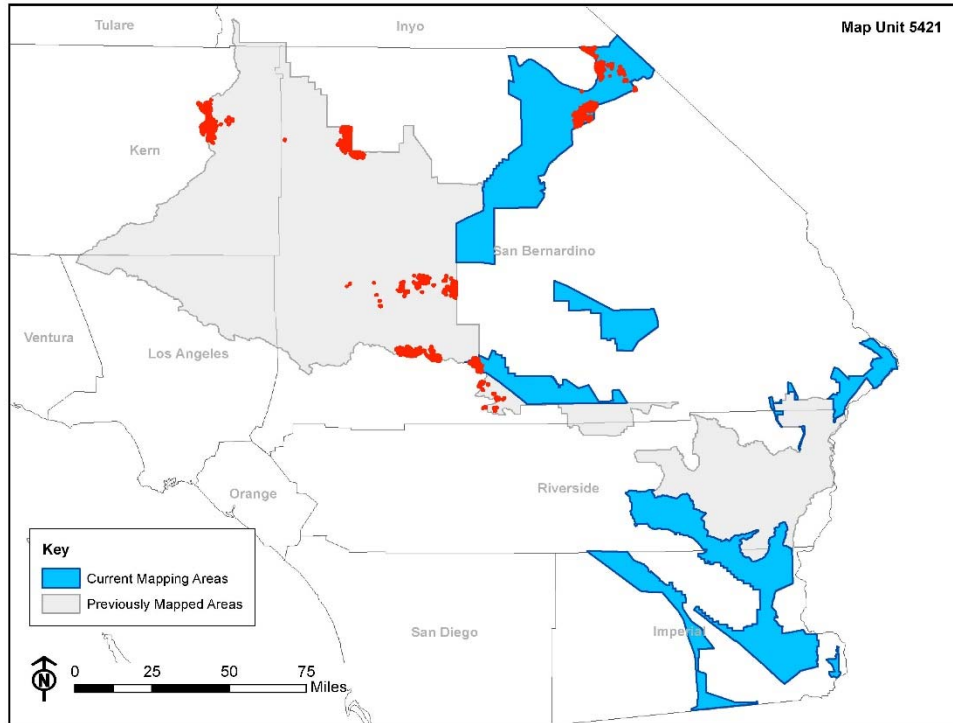 Tulare
Inyo
Map Unit 5421
Kern
San Bernardino
Ventura
Los Angeles
Orange
Riverside
Key
Current Mapping Areas
Previously Mapped Areas
San Diego
Imperial
N
0 25 50 75
Miles